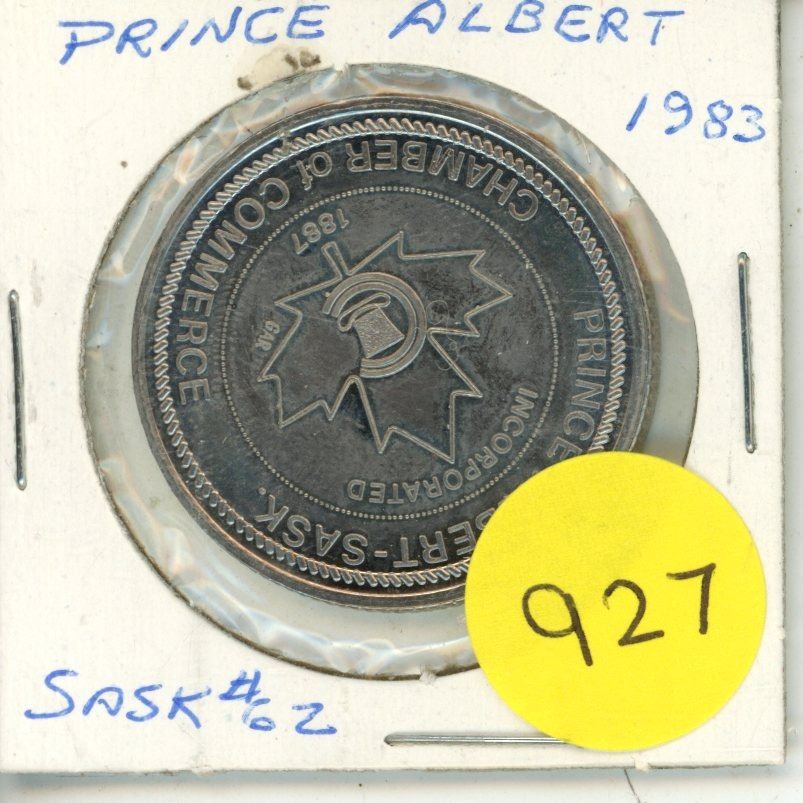 PRINCE ALBERT
1983
PRINCE ALBERT-SASK.
CHAMBER of COMMERCE
INCORPORATED
1887
SASK #62
927